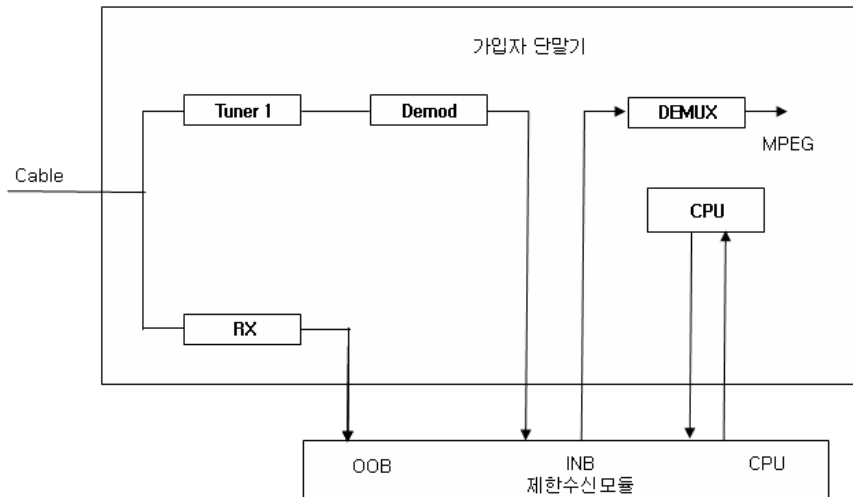 가입자 단말기
Tuner 1
Demod
DEMUX
MPEG
Cable
CPU
RX
OOB
INB
CPU
제한수신모듈